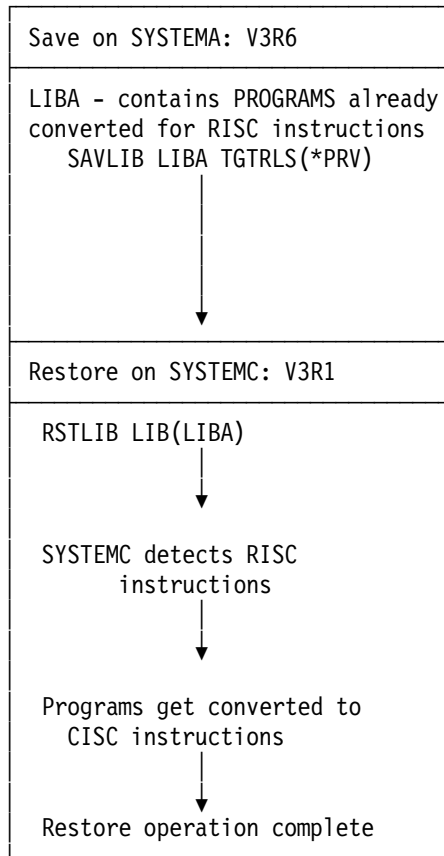 Save on SYSTEMA: V3R6
LIBA - contains PROGRAMS already
converted for RISC instructions
SAVLIB LIBA TGTRLS(*PRV)
Restore on SYSTEMC: V3R1
RSTLIB LIB(LIBA)
SYSTEMC detects RISC
instructions
Programs get converted to
CISC instructions
Restore operation complete